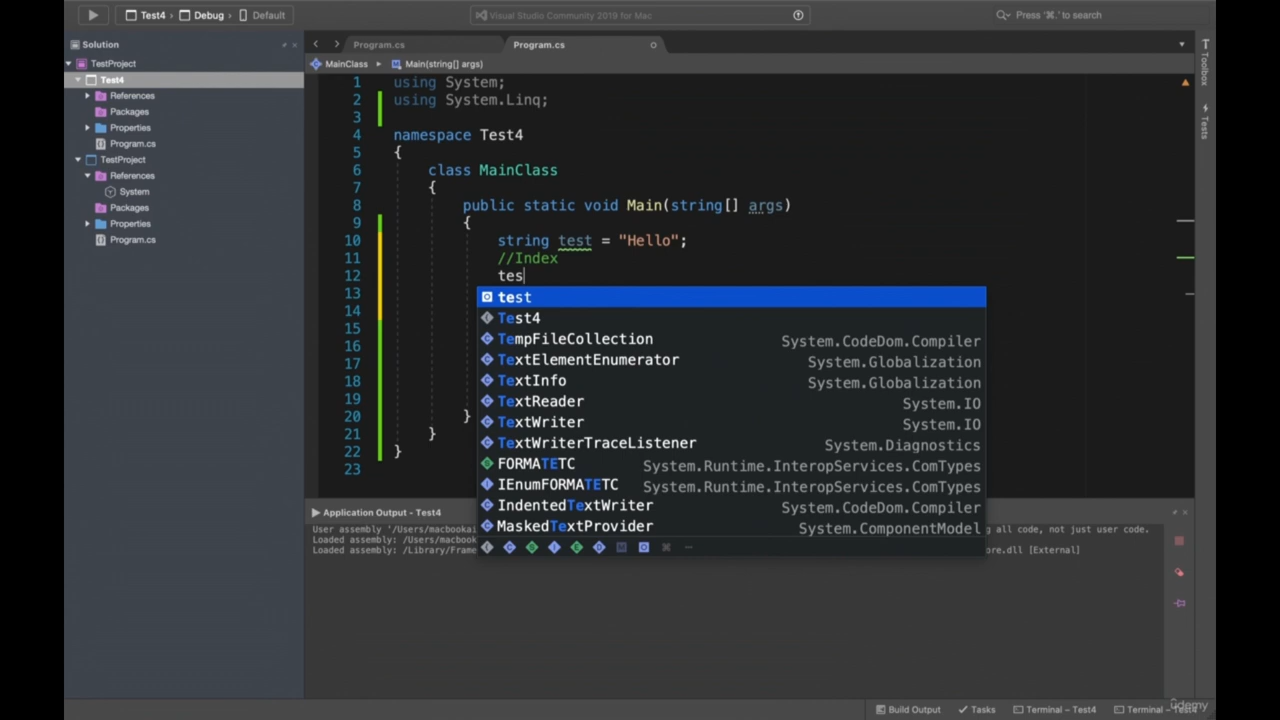 Test4 › Debug › Default
Visual Studio Community 2019 for Mac
Press '⌘.' to search
Solution
TestProject
Test4
References
Packages
Properties
Program.cs
TestProject
References
System
Packages
Properties
Program.cs
Program.cs
Program.cs
MainClass
Main(string[] args)
1 using System;
2 using System.Linq;
3
4 namespace Test4
5 {
6 class MainClass
7 {
8 public static void Main(string[] args)
9 {
10 string test = "Hello";
11 //Index
12 tes
13
14
15
16
17
18
19
20 }
21 }
22 }
23
test
Test4
TempFileCollection System.CodeDom.Compiler
TextElementEnumerator System.Globalization
TextInfo System.Globalization
TextReader System.IO
TextWriter System.IO
TextWriterTraceListener System.Diagnostics
FORMATETC System.Runtime.InteropServices.ComTypes
IEnumFORMATETC System.Runtime.InteropServices.ComTypes
IndentedTextWriter System.CodeDom.Compiler
MaskedTextProvider System.ComponentModel
Toolbox
Tests
Application Output - Test4
User assembly '/Users/macbookai
Loaded assembly: /Users/macbook
Loaded assembly: /Library/Frame
g all code, not just user code.
ore.dll [External]
Build Output
Tasks
Terminal – Test4
Terminal – Test4
udemy